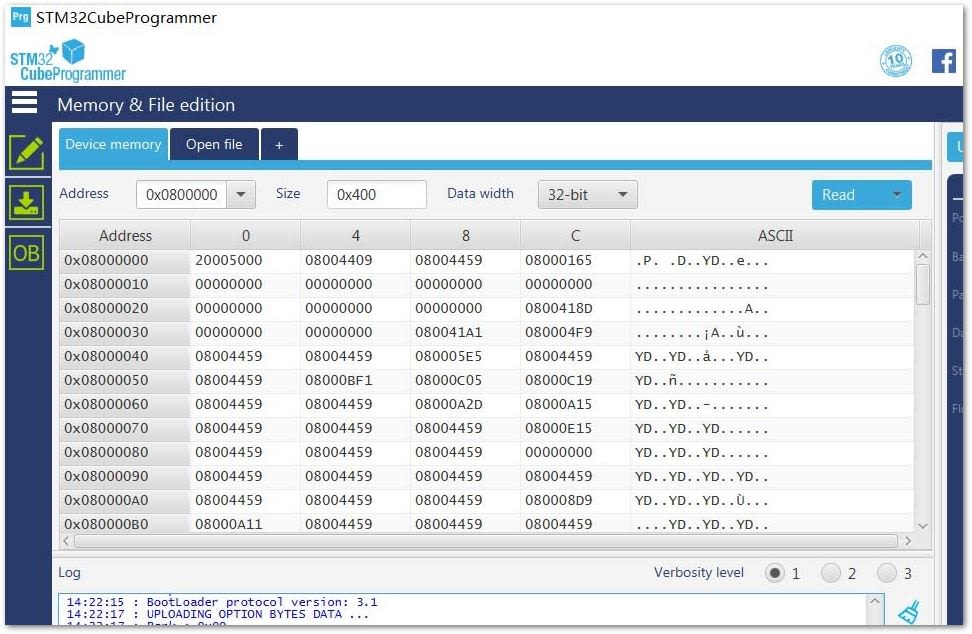 Prg STM32CubeProgrammer
STM32
CubeProgrammer
10
Memory & File edition
Device memory Open file +
Address 0x0800000 Size 0x400 Data width 32-bit Read
Address 0 4 8 C ASCII
0x08000000 20005000 08004409 08004459 08000165 .P. .D..YD..e...
0x08000010 00000000 00000000 00000000 00000000 ................
0x08000020 00000000 00000000 00000000 0800418D .............A..
0x08000030 00000000 00000000 080041A1 080004F9 ........¡A..ù...
0x08000040 08004459 08004459 080005E5 08004459 YD..YD..å...YD..
0x08000050 08004459 08000BF1 08000C05 08000C19 YD..ñ...........
0x08000060 08004459 08004459 08000A2D 08000A15 YD..YD..-.......
0x08000070 08004459 08004459 08004459 08000E15 YD..YD..YD......
0x08000080 08004459 08004459 08004459 00000000 YD..YD..YD......
0x08000090 08004459 08004459 08004459 08004459 YD..YD..YD..YD..
0x080000A0 08004459 08004459 08004459 080008D9 YD..YD..YD..Ù...
0x080000B0 08000A11 08004459 08004459 08004459 ....YD..YD..YD..
OB
Log Verbosity level 1 2 3
14:22:15 : BootLoader protocol version: 3.1
14:22:17 : UPLOADING OPTION BYTES DATA ...